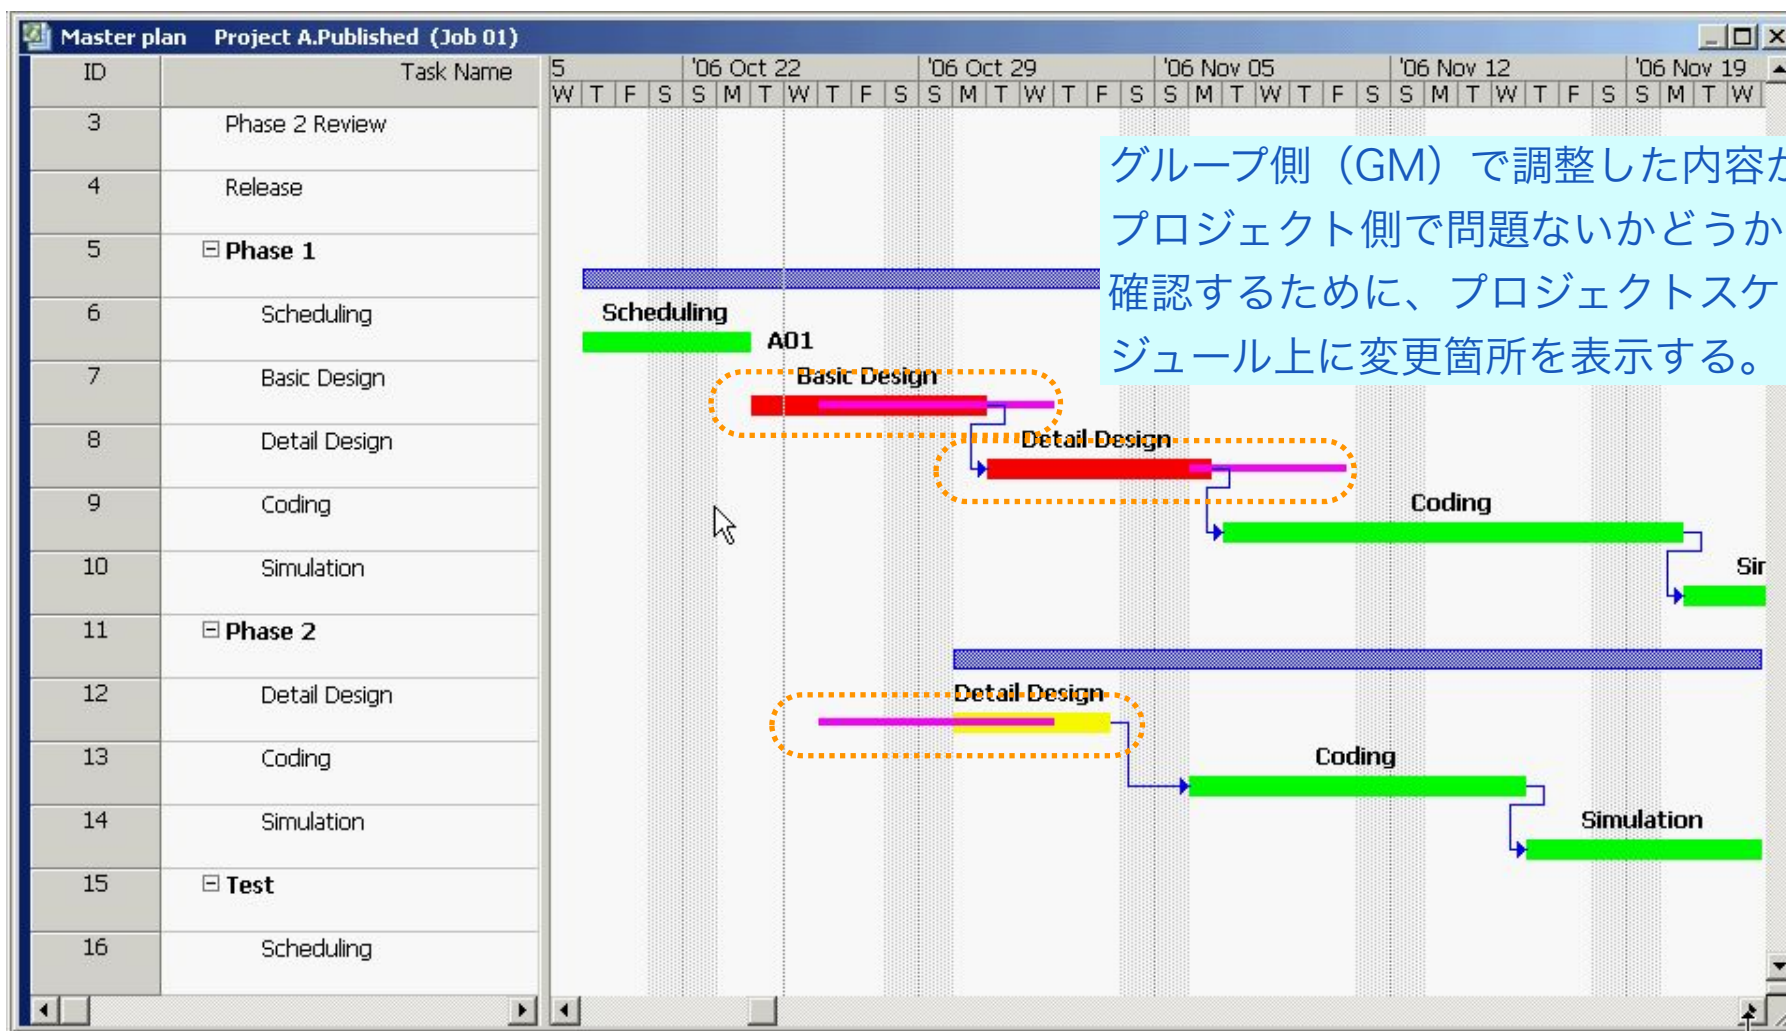 Master plan Project A.Published (Job 01)
ID Task Name 5 '06 Oct 22 '06 Oct 29 '06 Nov 05 '06 Nov 12 '06 Nov 19
W T F S S M T W T F S S M T W T F S S M T W T F S S M T W T F S S M T W
3 Phase 2 Review
4 Release
グループ側（GM）で調整した内容が
プロジェクト側で問題ないかどうか
確認するために、プロジェクトスケ
ジュール上に変更箇所を表示する。
5 Phase 1
6 Scheduling
Scheduling
A01
7 Basic Design
Basic Design
8 Detail Design
Detail Design
9 Coding
Coding
10 Simulation
11 Phase 2
12 Detail Design
Detail Design
13 Coding
Coding
14 Simulation
Simulation
15 Test
16 Scheduling